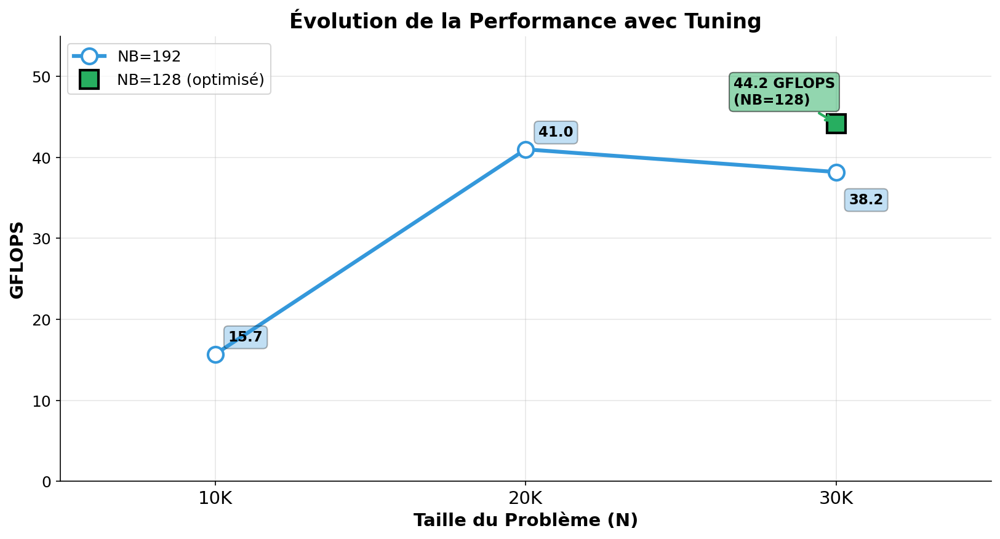 Évolution de la Performance avec Tuning
NB=192
NB=128 (optimisé)
50
40
30
20
10
0
GFLOPS
15.7
41.0
44.2 GFLOPS
(NB=128)
38.2
10K
20K
30K
Taille du Problème (N)